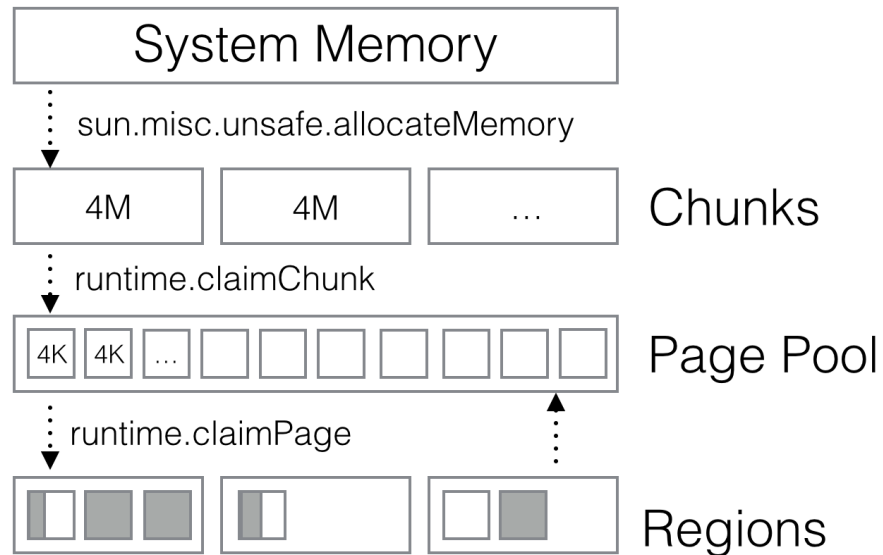 System Memory
sun.misc.unsafe.allocateMemory
4M 4M ... Chunks
runtime.claimChunk
4K 4K ... Page Pool
runtime.claimPage
Regions